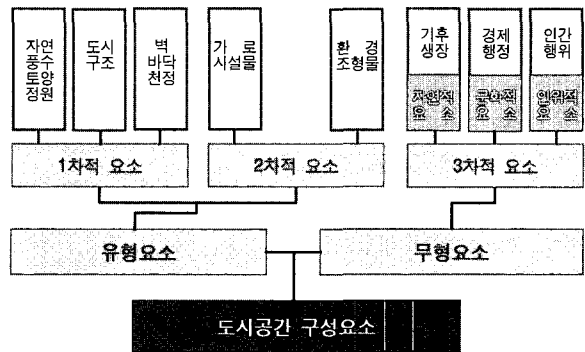 자연
풍수
토양
정원
도시
구조
벽
바닥
천정
가 로
시설물
환 경
조형물
기후
생장
자연적
요 소
경제
행정
문화적
요 소
인간
행위
인위적
요 소
1차적 요소
2차적 요소
3차적 요소
유형요소
무형요소
도시공간 구성요소